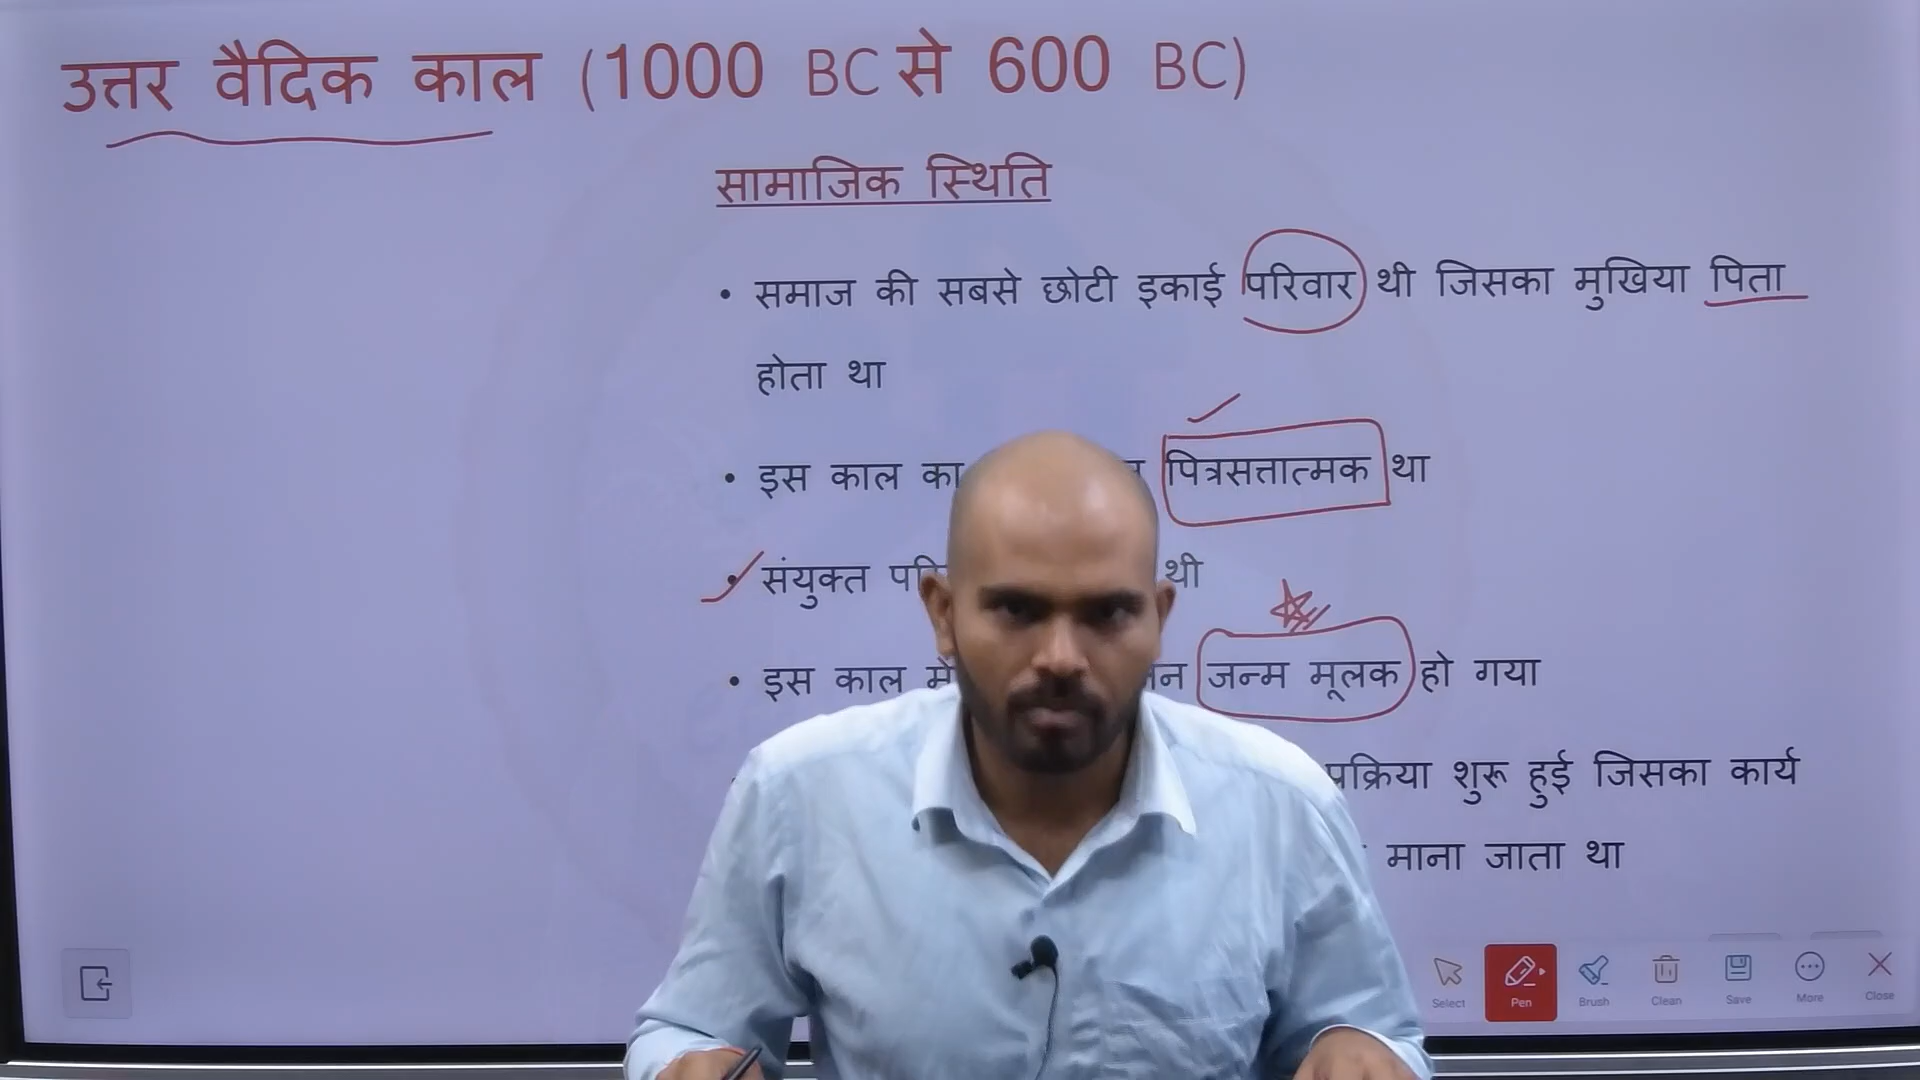 उत्तर वैदिक काल (1000 BC से 600 BC)
सामाजिक स्थिति
• समाज की सबसे छोटी इकाई परिवार थी जिसका मुखिया पिता
होता था
• इस काल का पित्रसत्तात्मक था
• संयुक्त थी
• इस काल में जन्म मूलक हो गया
प्रक्रिया शुरू हुई जिसका कार्य
माना जाता था
Select Pen Brush Clean Save More Close